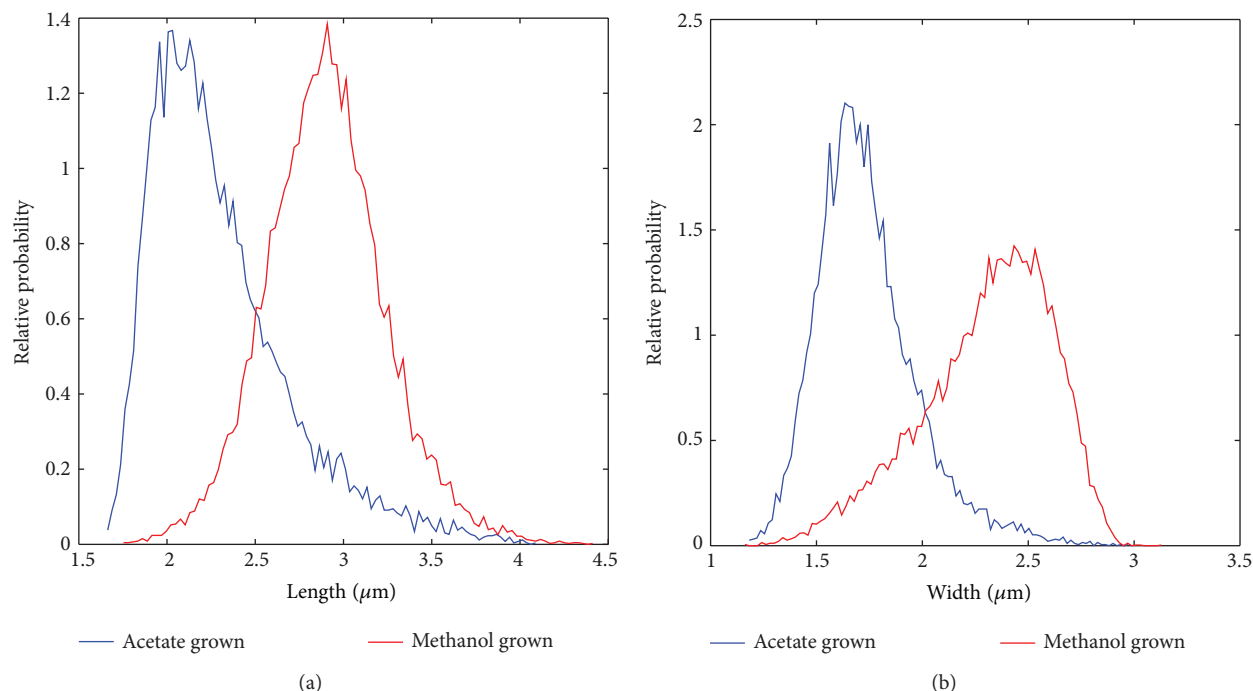 1.4
1.2
1
0.8
0.6
0.4
0.2
0
Relative probability
1.5 2 2.5 3 3.5 4 4.5
Length (μm)
Acetate grown Methanol grown
(a)
2.5
2
1.5
1
0.5
0
Relative probability
1 1.5 2 2.5 3 3.5
Width (μm)
Acetate grown Methanol grown
(b)